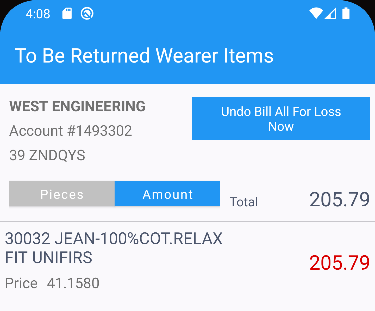 4:08
To Be Returned Wearer Items
WEST ENGINEERING
Undo Bill All For Loss
Now
Account #1493302
39 ZNDQYS
Pieces
Amount
Total
205.79
30032 JEAN-100%COT.RELAX
FIT UNIFIRS
205.79
Price 41.1580